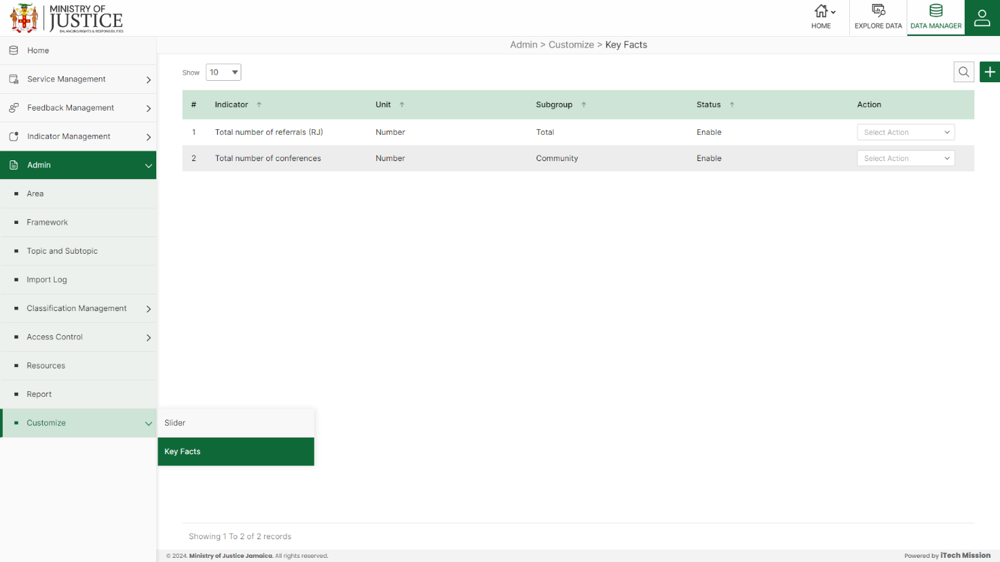 MINISTRY OF
JUSTICE
BALANCING RIGHTS & RESPONSIBILITIES
HOME
EXPLORE DATA
DATA MANAGER
Admin > Customize > Key Facts
Home
Service Management
Feedback Management
Indicator Management
Admin
Area
Framework
Topic and Subtopic
Import Log
Classification Management
Access Control
Resources
Report
Customize
Slider
Key Facts
Show 10
# Indicator Unit Subgroup Status Action
1 Total number of referrals (RJ) Number Total Enable Select Action
2 Total number of conferences Number Community Enable Select Action
Showing 1 To 2 of 2 records
© 2024. Ministry of Justice Jamaica. All rights reserved.
Powered by iTech Mission